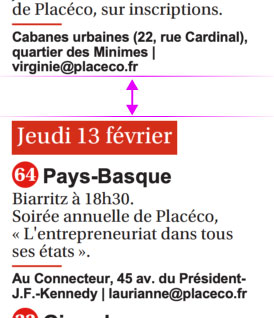 de Placéco, sur inscriptions.
Cabanes urbaines (22, rue Cardinal),
quartier des Minimes |
virginie@placeco.fr
Jeudi 13 février
64 Pays-Basque
Biarritz à 18h30.
Soirée annuelle de Placéco,
« L'entrepreneuriat dans tous
ses états ».
Au Connecteur, 45 av. du Président-
J.F.-Kennedy | laurianne@placeco.fr